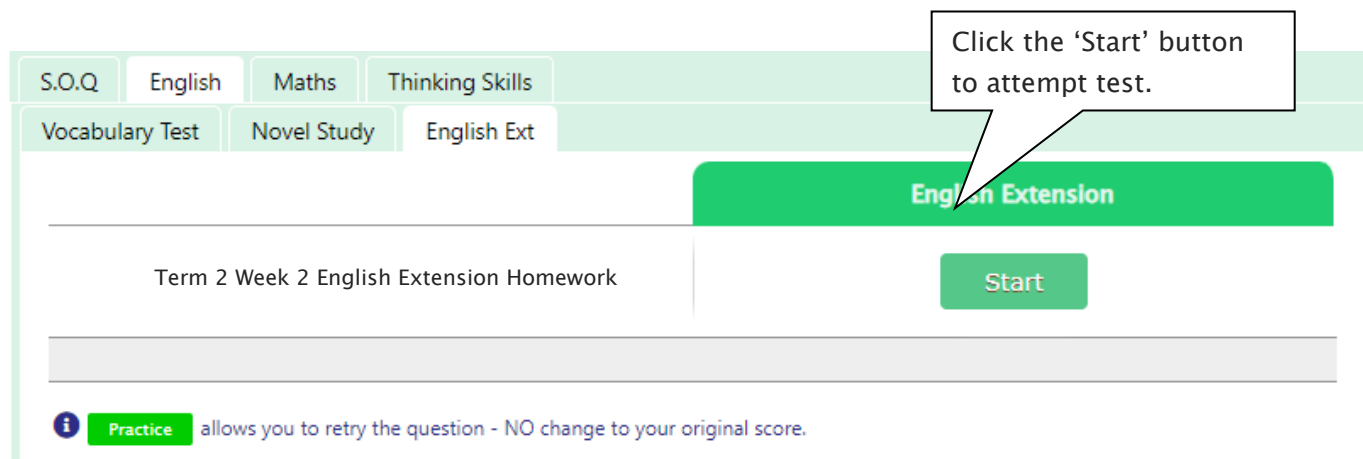 Click the ‘Start’ button
to attempt test.
S.O.Q English Maths Thinking Skills
Vocabulary Test Novel Study English Ext
English Extension
Term 2 Week 2 English Extension Homework
Start
Practice allows you to retry the question - NO change to your original score.